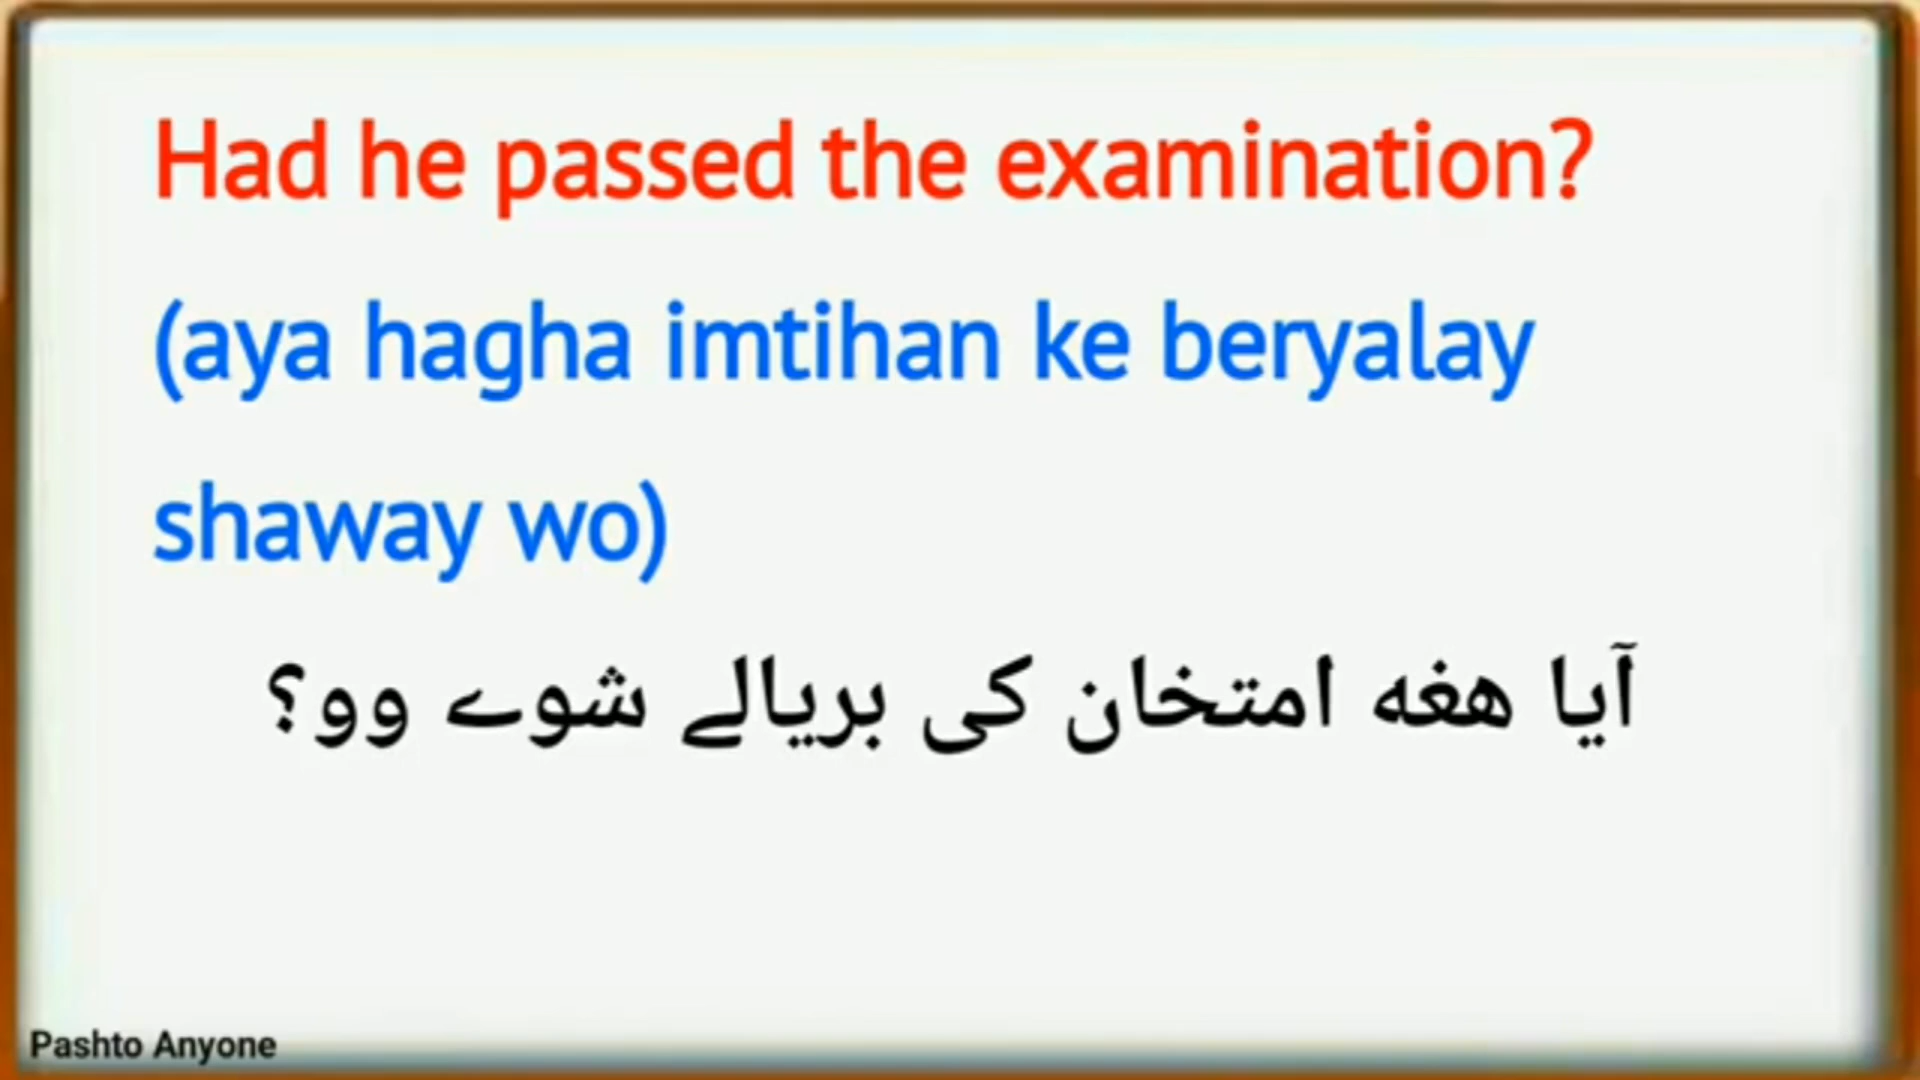 Had he passed the examination?
(aya hagha imtihan ke beryalay
shaway wo)
آیا هغه امتخان کی بریالے شوے وو؟
Pashto Anyone